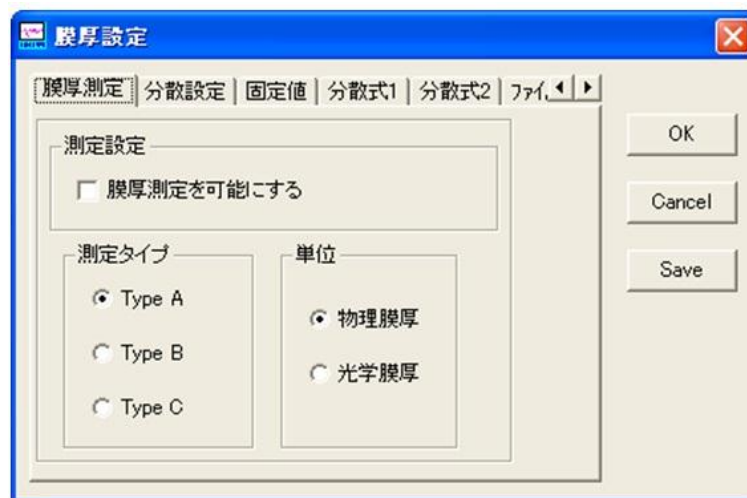 膜厚設定
膜厚測定 分散設定 固定値 分散式1 分散式2 ファイ
測定設定
膜厚測定を可能にする
測定タイプ
Type A
Type B
Type C
単位
物理膜厚
光学膜厚
OK
Cancel
Save